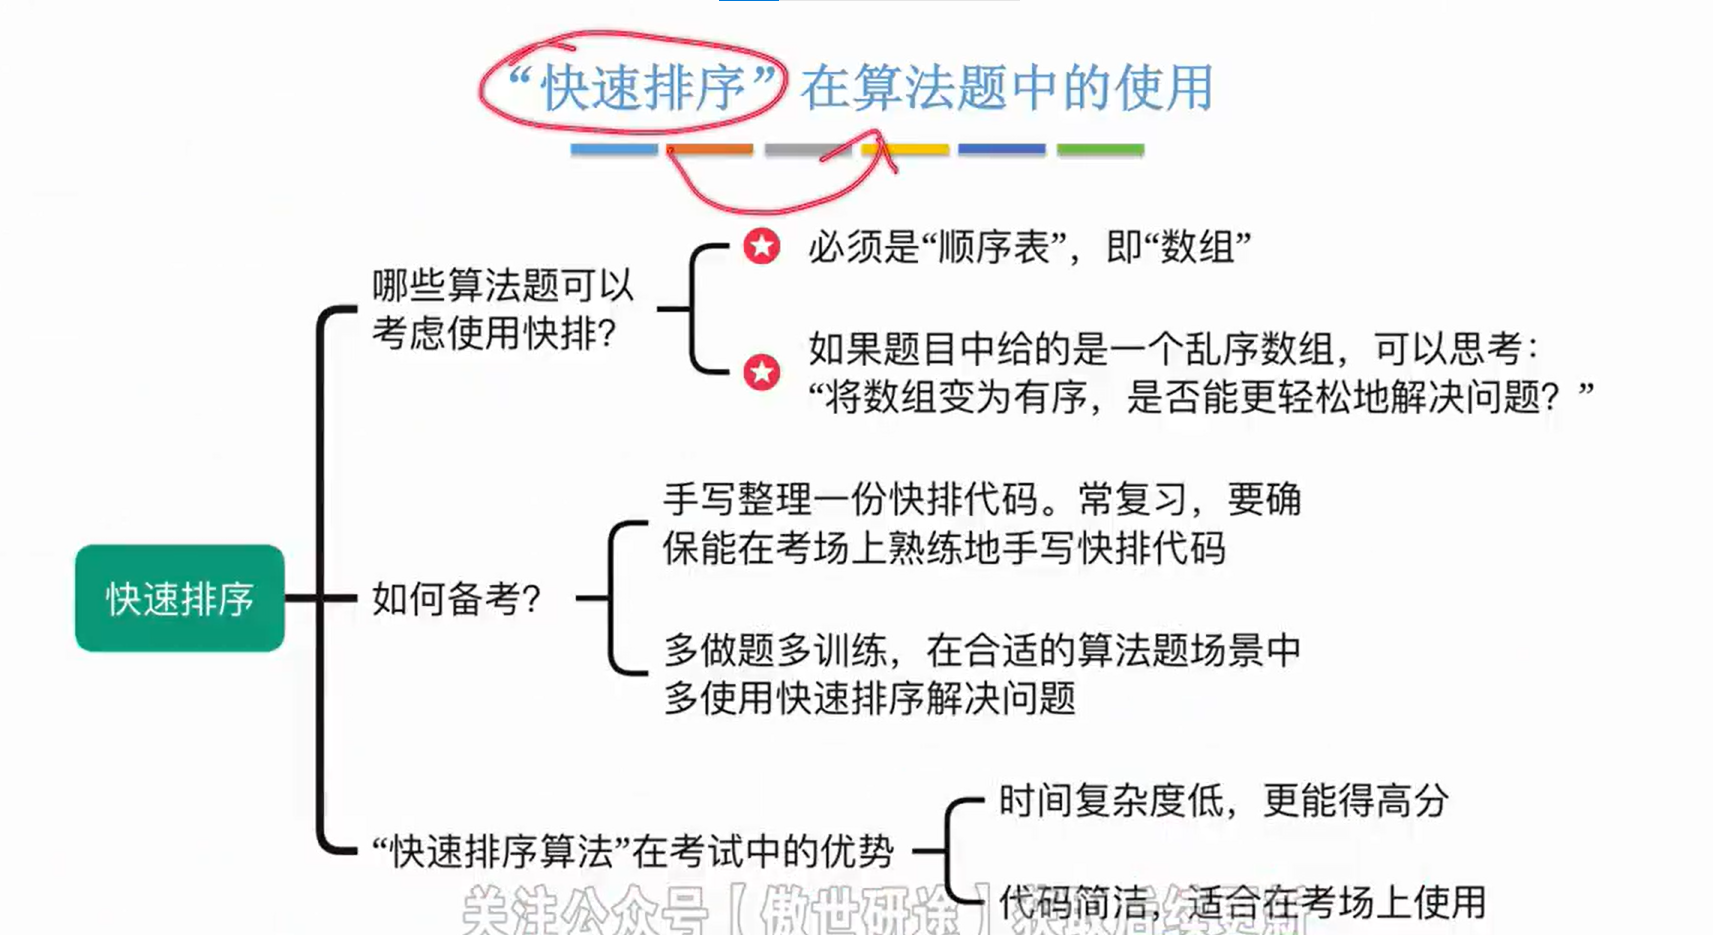 “快速排序”在算法题中的使用
哪些算法题可以
考虑使用快排？
必须是“顺序表”，即“数组”
如果题目中给的是一个乱序数组，可以思考：
“将数组变为有序，是否能更轻松地解决问题？”
快速排序
如何备考？
手写整理一份快排代码。常复习，要确
保能在考场上熟练地手写快排代码
多做题多训练，在合适的算法题场景中
多使用快速排序解决问题
“快速排序算法”在考试中的优势
时间复杂度低，更能得高分
代码简洁，适合在考场上使用
关注公众号【傲世研途】获取后续更新